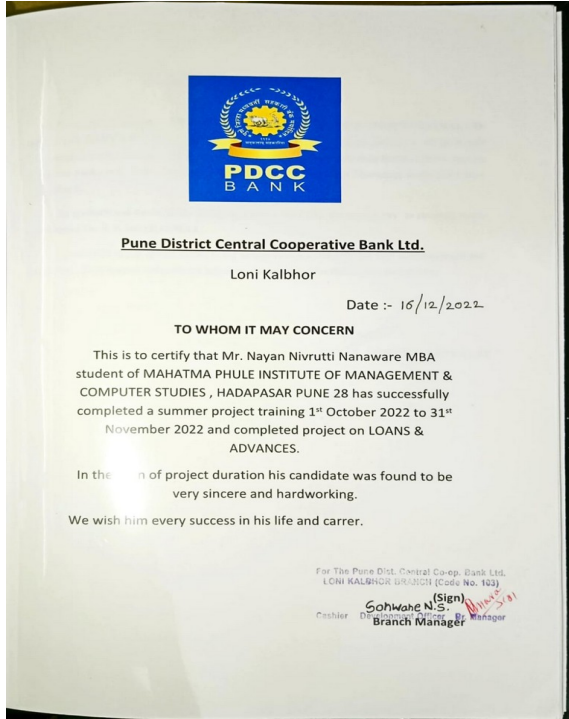 PDCC
BANK
Pune District Central Cooperative Bank Ltd.
Loni Kalbhor
Date :- 16/12/2022
TO WHOM IT MAY CONCERN
This is to certify that Mr. Nayan Nivrutti Nanaware MBA
student of MAHATMA PHULE INSTITUTE OF MANAGEMENT &
COMPUTER STUDIES , HADAPASAR PUNE 28 has successfully
completed a summer project training 1st October 2022 to 31st
November 2022 and completed project on LOANS &
ADVANCES.
In the of project duration his candidate was found to be
very sincere and hardworking.
We wish him every success in his life and carrer.
For The Pune Dist. Central Co-op. Bank Ltd.
LONI KALBHOR BRANCH (Code No. 103)
(Sign)
Sohwahe N.S.
Cashier Development Officer Br. Manager
Branch Manager